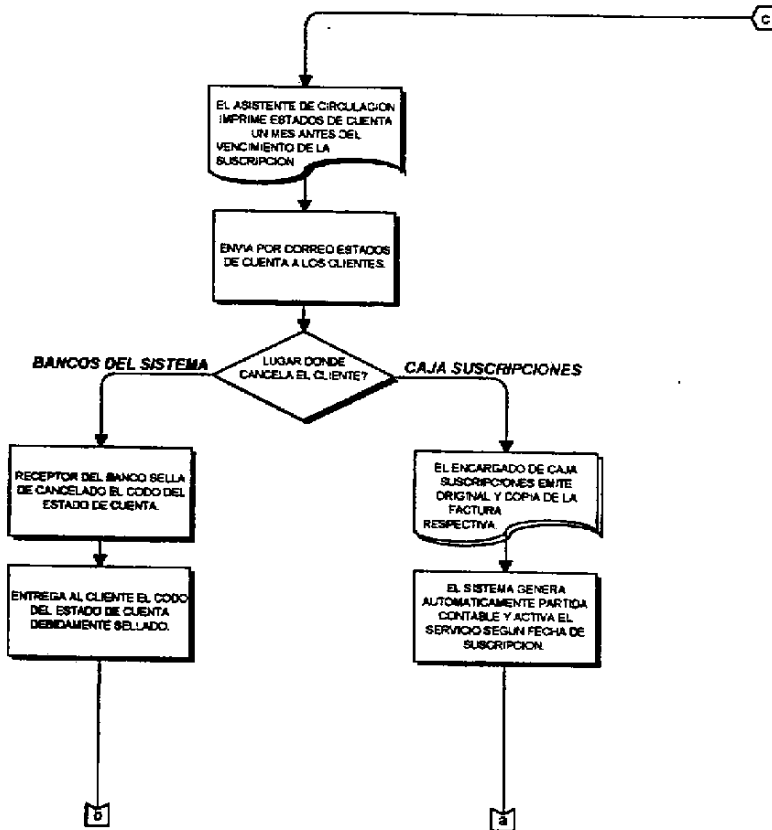 c
EL ASISTENTE DE CIRCULACION
IMPRIME ESTADOS DE CUENTA
UN MES ANTES DEL
VENCIMIENTO DE LA
SUSCRIPCION
ENVIA POR CORREO ESTADOS
DE CUENTA A LOS CLIENTES.
LUGAR DONDE
CANCELA EL CLIENTE?
BANCOS DEL SISTEMA
CAJA SUSCRIPCIONES
RECEPTOR DEL BANCO SELLA
DE CANCELADO EL CODO DEL
ESTADO DE CUENTA.
EL ENCARGADO DE CAJA
SUSCRIPCIONES EMITE
ORIGINAL Y COPIA DE LA
FACTURA
RESPECTIVA.
ENTREGA AL CLIENTE EL CODO
DEL ESTADO DE CUENTA
DEBIDAMENTE SELLADO.
EL SISTEMA GENERA
AUTOMATICAMENTE PARTIDA
CONTABLE Y ACTIVA EL
SERVICIO SEGUN FECHA DE
SUSCRIPCION.
b
a